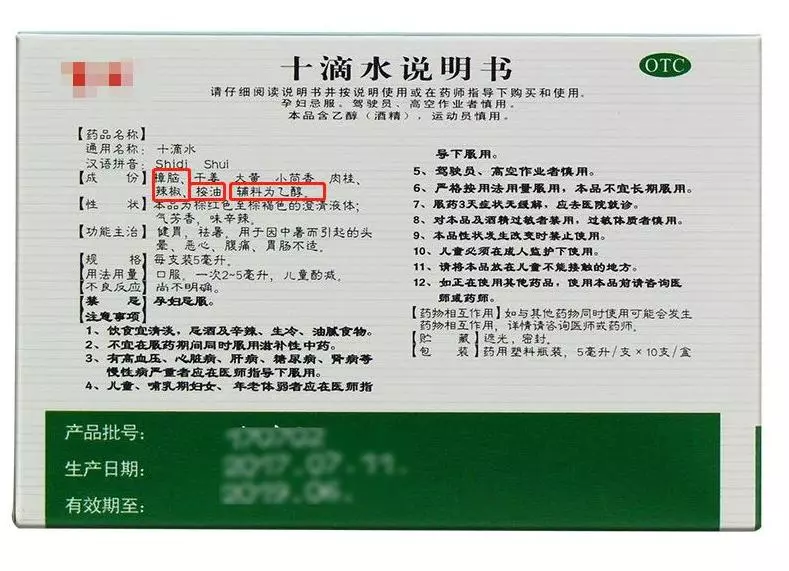 十滴水说明书
OTC
请仔细阅读说明书并按说明使用或在药师指导下购买和使用。
孕妇忌服。驾驶员、高空作业者慎用。
本品含乙醇（酒精），运动员慎用。
【药品名称】
通用名称：十滴水
汉语拼音：Shidi Shui
【成 份】樟脑、干姜、大黄、小茴香、肉桂、
辣椒、桉油，辅料为乙醇。
【性 状】本品为棕红色至棕褐色的澄清液体；
气芳香，味辛辣。
【功能主治】健胃，祛暑。用于因中暑而引起的头
晕、恶心、腹痛、胃肠不适。
【规 格】每支装5毫升。
【用法用量】口服，一次2~5毫升，儿童酌减。
【不良反应】尚不明确。
【禁 忌】孕妇忌服。
【注意事项】
1、饮食宜清淡，忌酒及辛辣、生冷、油腻食物。
2、不宜在服药期间同时服用滋补性中药。
3、有高血压、心脏病、肝病、糖尿病、肾病等
慢性病严重者应在医师指导下服用。
4、儿童、哺乳期妇女、年老体弱者应在医师指
导下服用。
5、驾驶员、高空作业者慎用。
6、严格按用法用量服用，本品不宜长期服用。
7、服药3天症状无缓解，应去医院就诊。
8、对本品及酒精过敏者禁用，过敏体质者慎用。
9、本品性状发生改变时禁止使用。
10、儿童必须在成人监护下使用。
11、请将本品放在儿童不能接触的地方。
12、如正在使用其他药品，使用本品前请咨询医
师或药师。
【药物相互作用】如与其他药物同时使用可能会发生
药物相互作用，详情请咨询医师或药师。
【贮 藏】遮光，密封。
【包 装】药用塑料瓶装，5毫升/支×10支/盒
产品批号：170702
生产日期：2017.07.11.
有效期至：2019.06.